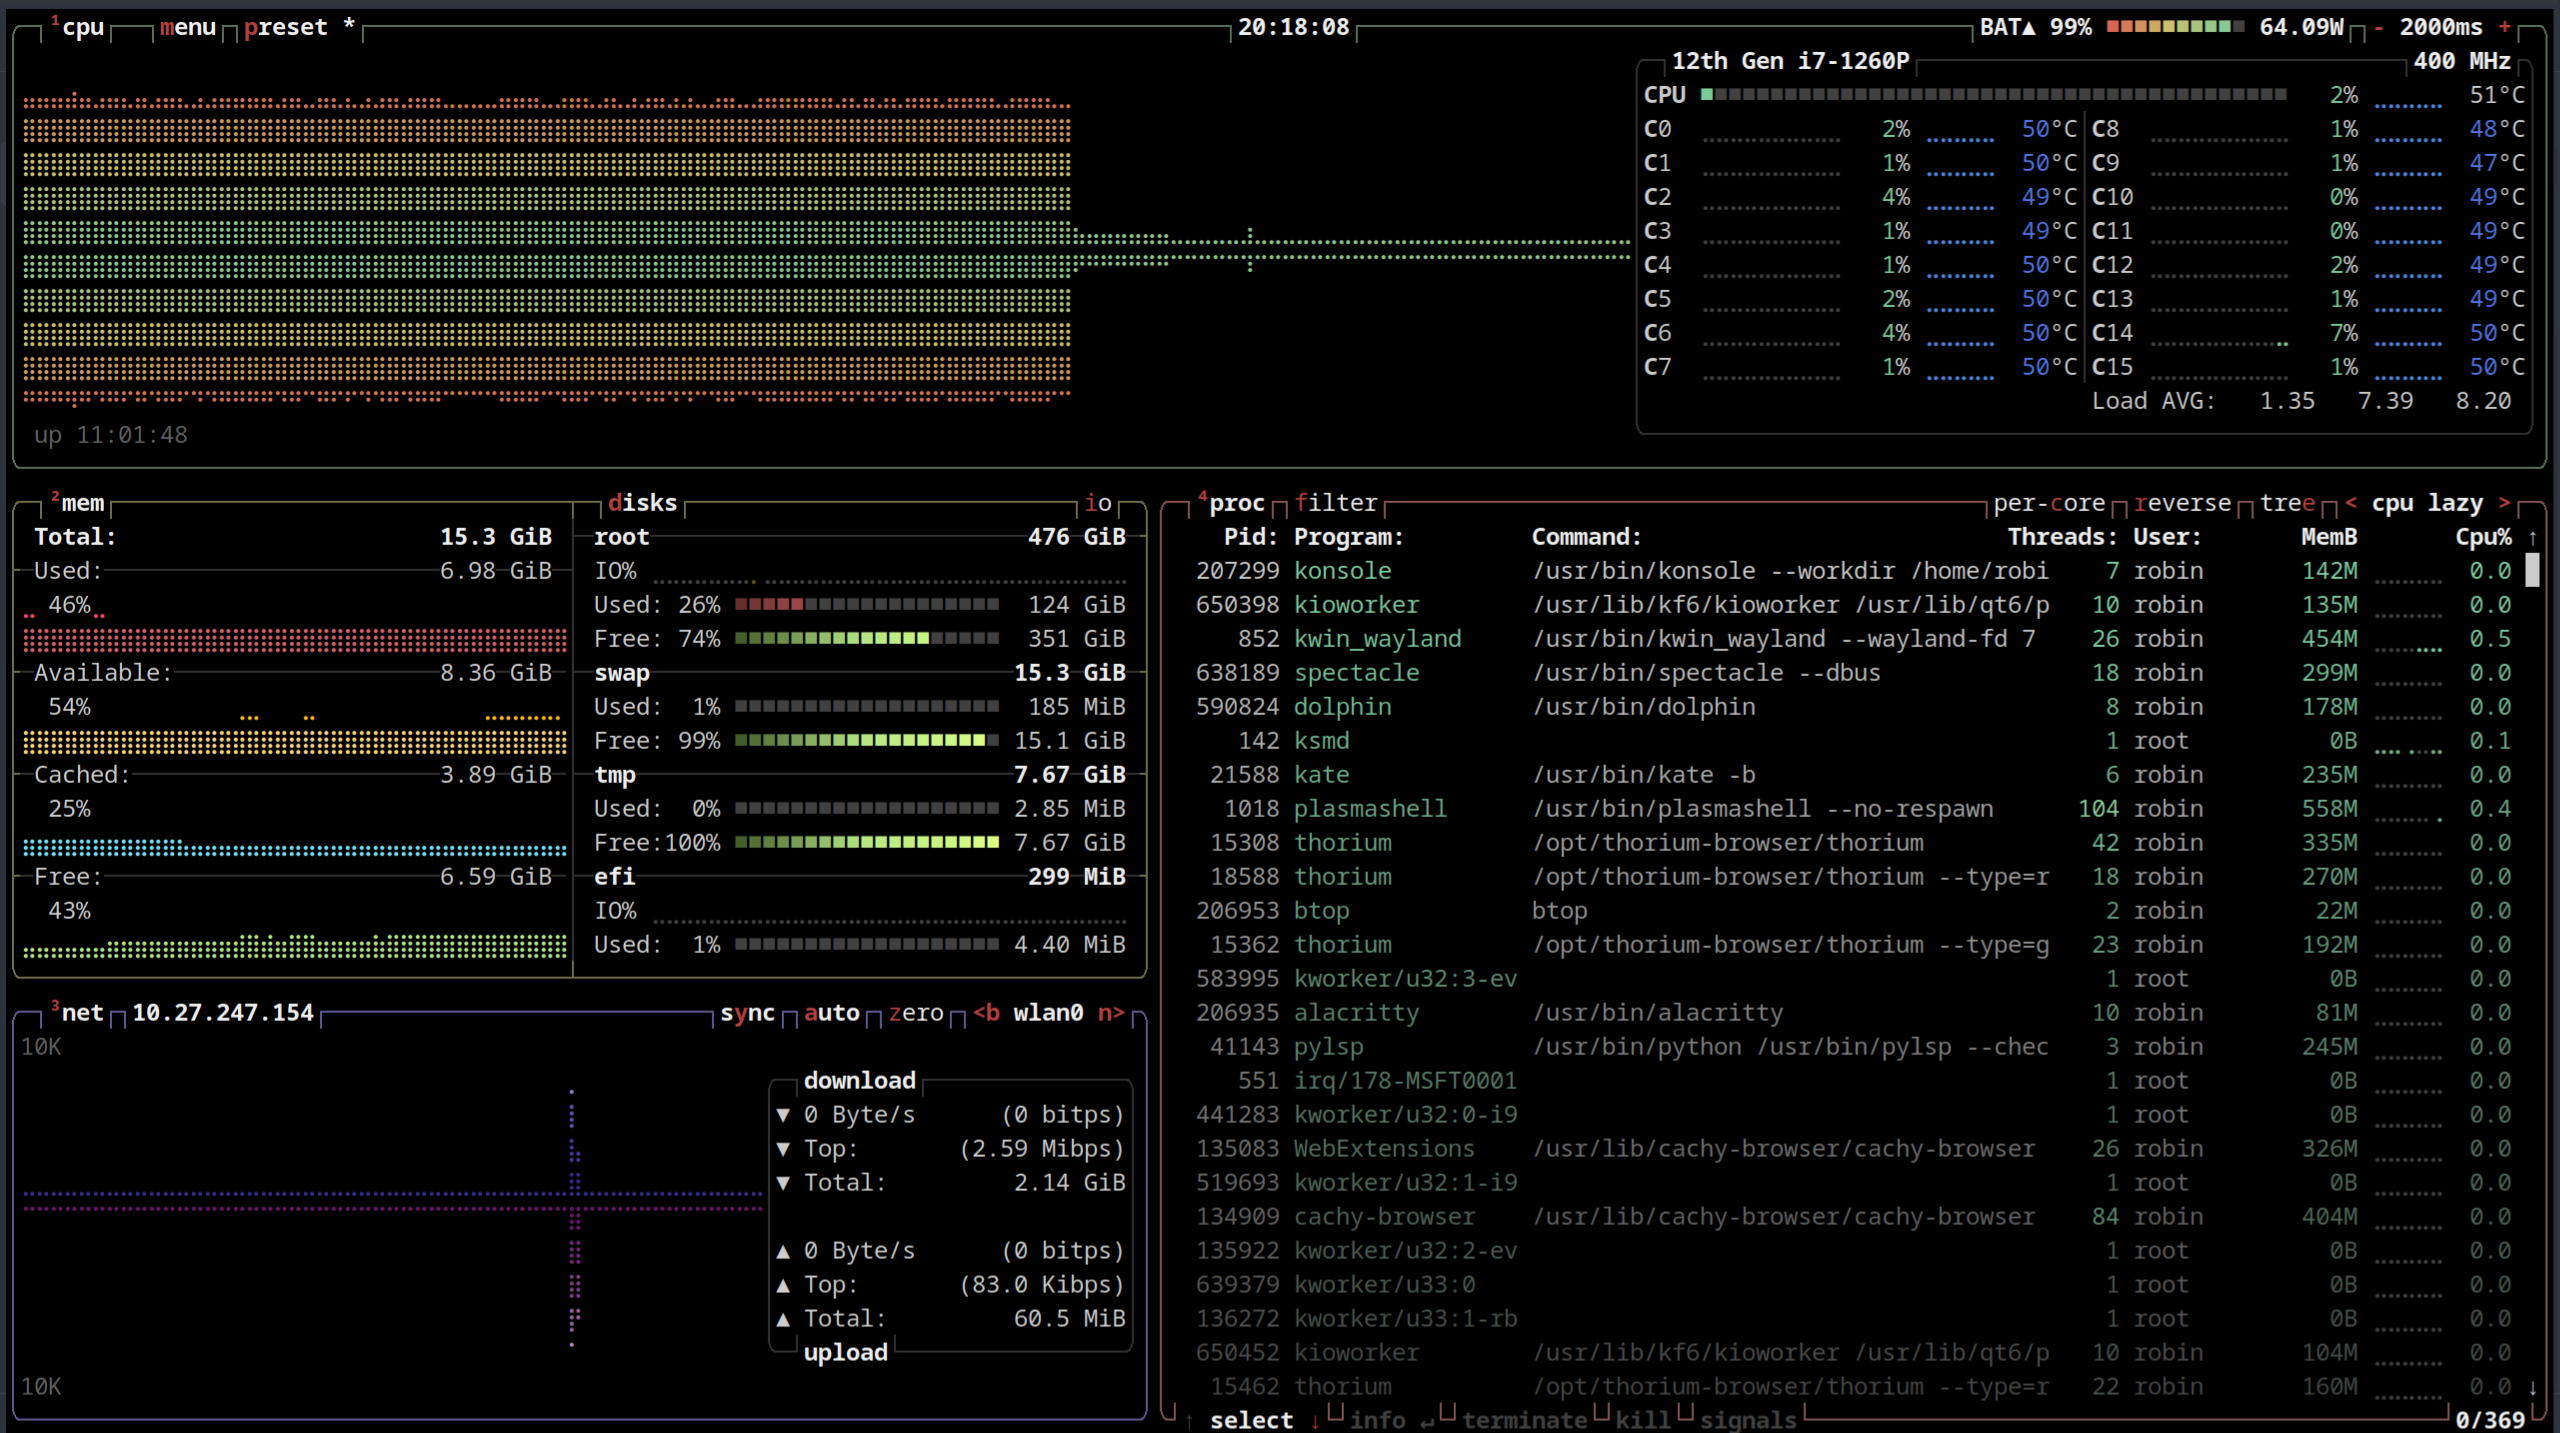 ¹cpu menu preset * 20:18:08 BAT▲ 99% 64.09W - 2000ms +
12th Gen i7-1260P 400 MHz
CPU 2% 51°C
C0 2% 50°C C8 1% 48°C
C1 1% 50°C C9 1% 47°C
C2 4% 49°C C10 0% 49°C
C3 1% 49°C C11 0% 49°C
C4 1% 50°C C12 2% 49°C
C5 2% 50°C C13 1% 49°C
C6 4% 50°C C14 7% 50°C
C7 1% 50°C C15 1% 50°C
Load AVG: 1.35 7.39 8.20
up 11:01:48
²mem
Total: 15.3 GiB
Used: 6.98 GiB
46%
Available: 8.36 GiB
54%
Cached: 3.89 GiB
25%
Free: 6.59 GiB
43%
disks io
root 476 GiB
IO%
Used: 26% 124 GiB
Free: 74% 351 GiB
swap 15.3 GiB
Used: 1% 185 MiB
Free: 99% 15.1 GiB
tmp 7.67 GiB
Used: 0% 2.85 MiB
Free:100% 7.67 GiB
efi 299 MiB
IO%
Used: 1% 4.40 MiB
³net 10.27.247.154 sync auto zero <b wlan0 n>
10K
download
▼ 0 Byte/s (0 bitps)
▼ Top: (2.59 Mibps)
▼ Total: 2.14 GiB
▲ 0 Byte/s (0 bitps)
▲ Top: (83.0 Kibps)
▲ Total: 60.5 MiB
upload
10K
⁴proc filter per-core reverse tree < cpu lazy >
Pid: Program: Command: Threads: User: MemB Cpu% ↑
207299 konsole /usr/bin/konsole --workdir /home/robi 7 robin 142M 0.0
650398 kioworker /usr/lib/kf6/kioworker /usr/lib/qt6/p 10 robin 135M 0.0
852 kwin_wayland /usr/bin/kwin_wayland --wayland-fd 7 26 robin 454M 0.5
638189 spectacle /usr/bin/spectacle --dbus 18 robin 299M 0.0
590824 dolphin /usr/bin/dolphin 8 robin 178M 0.0
142 ksmd 1 root 0B 0.1
21588 kate /usr/bin/kate -b 6 robin 235M 0.0
1018 plasmashell /usr/bin/plasmashell --no-respawn 104 robin 558M 0.4
15308 thorium /opt/thorium-browser/thorium 42 robin 335M 0.0
18588 thorium /opt/thorium-browser/thorium --type=r 18 robin 270M 0.0
206953 btop btop 2 robin 22M 0.0
15362 thorium /opt/thorium-browser/thorium --type=g 23 robin 192M 0.0
583995 kworker/u32:3-ev 1 root 0B 0.0
206935 alacritty /usr/bin/alacritty 10 robin 81M 0.0
41143 pylsp /usr/bin/python /usr/bin/pylsp --chec 3 robin 245M 0.0
551 irq/178-MSFT0001 1 root 0B 0.0
441283 kworker/u32:0-i9 1 root 0B 0.0
135083 WebExtensions /usr/lib/cachy-browser/cachy-browser 26 robin 326M 0.0
519693 kworker/u32:1-i9 1 root 0B 0.0
134909 cachy-browser /usr/lib/cachy-browser/cachy-browser 84 robin 404M 0.0
135922 kworker/u32:2-ev 1 root 0B 0.0
639379 kworker/u33:0 1 root 0B 0.0
136272 kworker/u33:1-rb 1 root 0B 0.0
650452 kioworker /usr/lib/kf6/kioworker /usr/lib/qt6/p 10 robin 104M 0.0
15462 thorium /opt/thorium-browser/thorium --type=r 22 robin 160M 0.0 ↓
↑ select ↓ info ↵ terminate kill signals 0/369